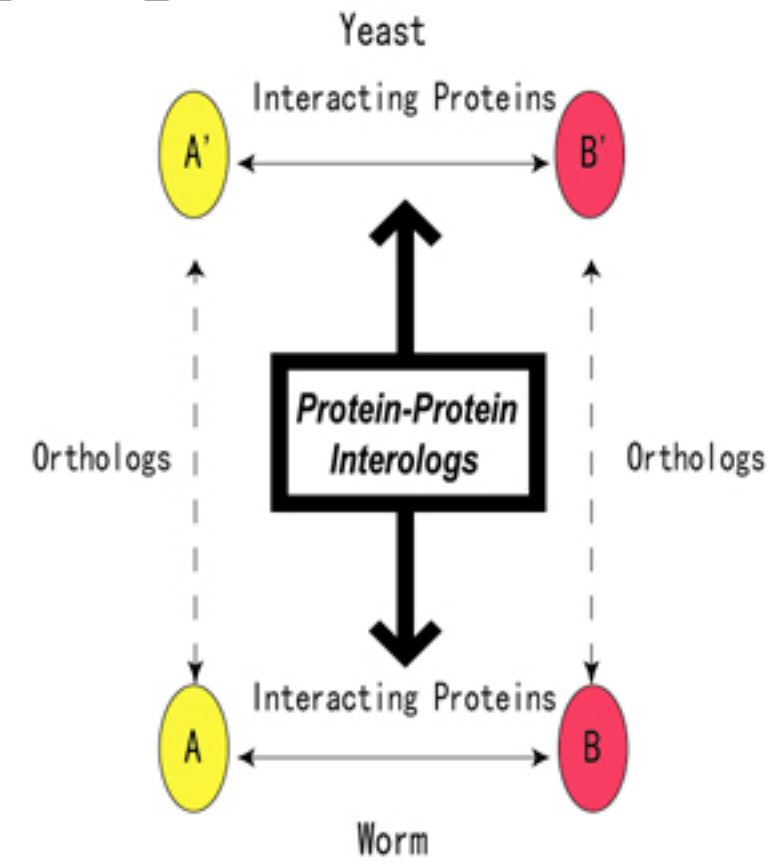 Yeast
Interacting Proteins
A'
B'
Protein-Protein
Interologs
Orthologs
Orthologs
Interacting Proteins
A
B
Worm